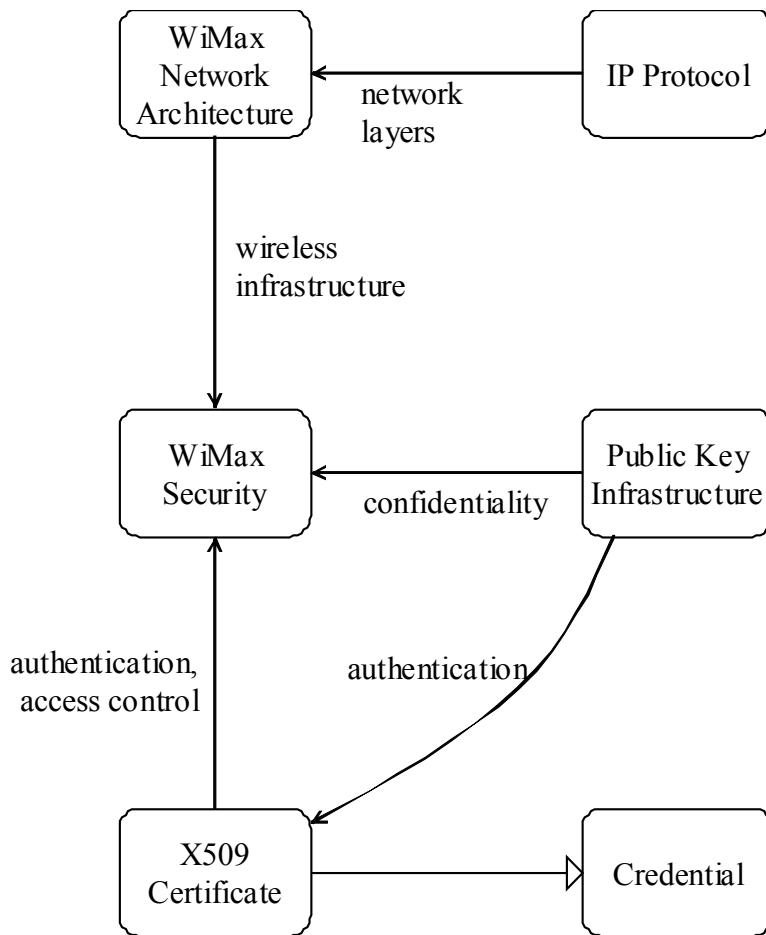 WiMax
Network
Architecture
IP Protocol
network
layers
wireless
infrastructure
WiMax
Security
Public Key
Infrastructure
confidentiality
authentication,
access control
authentication
X509
Certificate
Credential